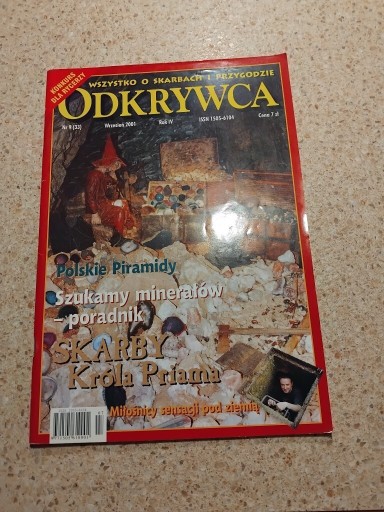 KONKURS
DLA RYCERZY
WSZYSTKO O SKARBACH I PRZYGODZIE
ODKRYWCA
Nr 9 (33) Wrzesień 2001 Rok IV ISSN 1505-6104 Cena 7 zł
Polskie Piramidy
Szukamy minerałów
– poradnik
SKARBY
Króla Priama
Miłośnicy sensacji pod ziemią